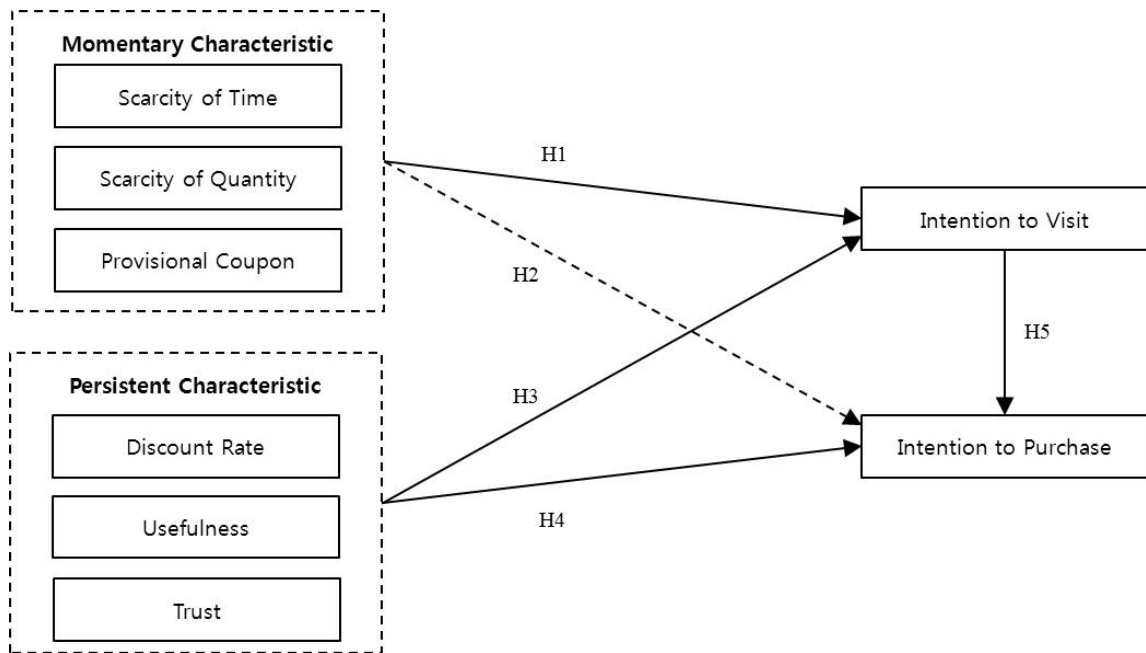 Momentary Characteristic
Scarcity of Time
Scarcity of Quantity
Provisional Coupon
Persistent Characteristic
Discount Rate
Usefulness
Trust
H1
H2
H3
H4
Intention to Visit
H5
Intention to Purchase